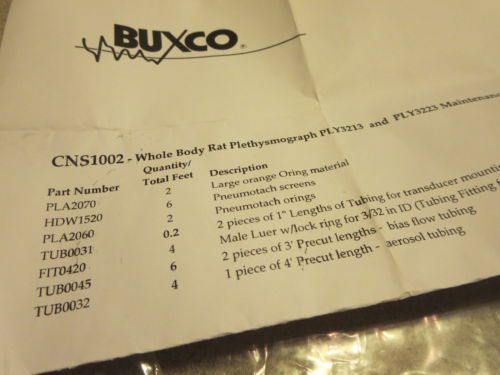 BUXCO®
CNS1002 - Whole Body Rat Plethysmograph PLY3213 and PLY3223 Maintenan
Part Number Quantity/ Total Feet Description
PLA2070 2 Large orange Oring material
HDW1520 6 Pneumotach screens
PLA2060 2 Pneumotach orings
TUB0031 0.2 2 pieces of 1" Lengths of Tubing for transducer mountin
FIT0420 4 Male Luer w/lock ring for 3/32 in ID (Tubing Fitting f
TUB0045 6 2 pieces of 3' Precut lengths - bias flow tubing
TUB0032 4 1 piece of 4' Precut length - aerosol tubing